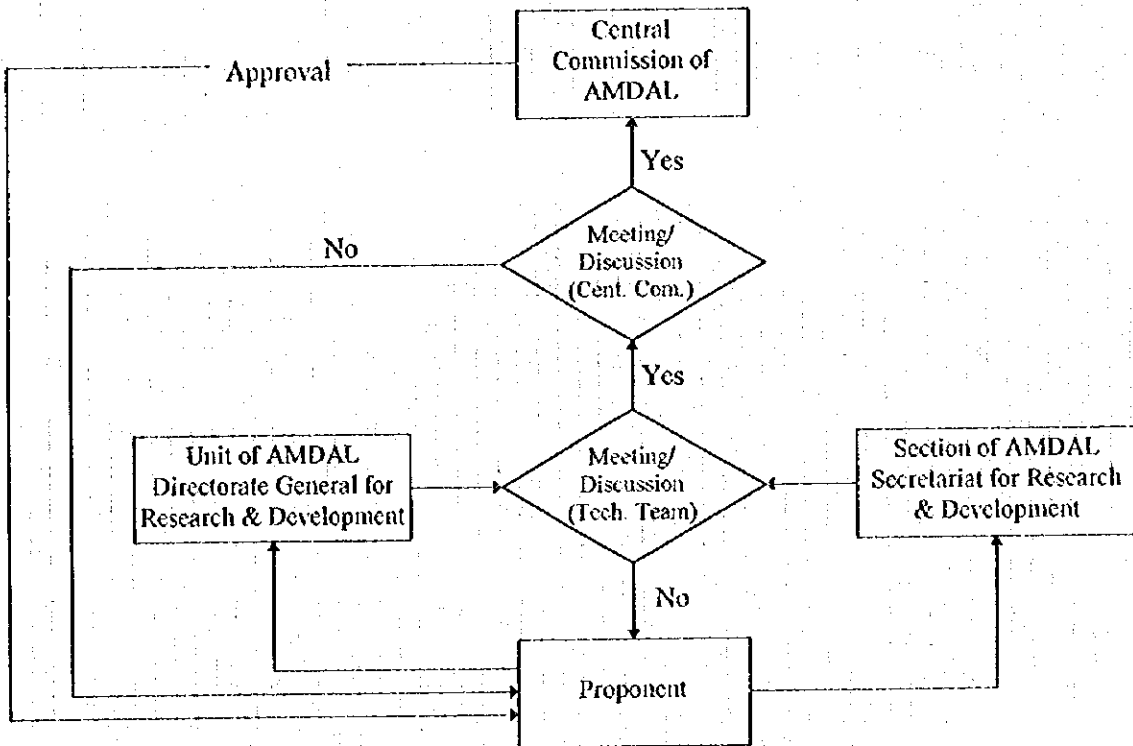 Central
Commission of
AMDAL
Approval
Yes
Meeting/
Discussion
(Cent. Com.)
No
Yes
Unit of AMDAL
Directorate General for
Research & Development
Meeting/
Discussion
(Tech. Team)
Section of AMDAL
Secretariat for Research
& Development
No
Proponent